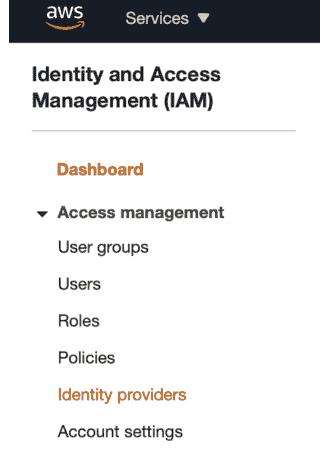 aws Services
Identity and Access
Management (IAM)
Dashboard
Access management
User groups
Users
Roles
Policies
Identity providers
Account settings